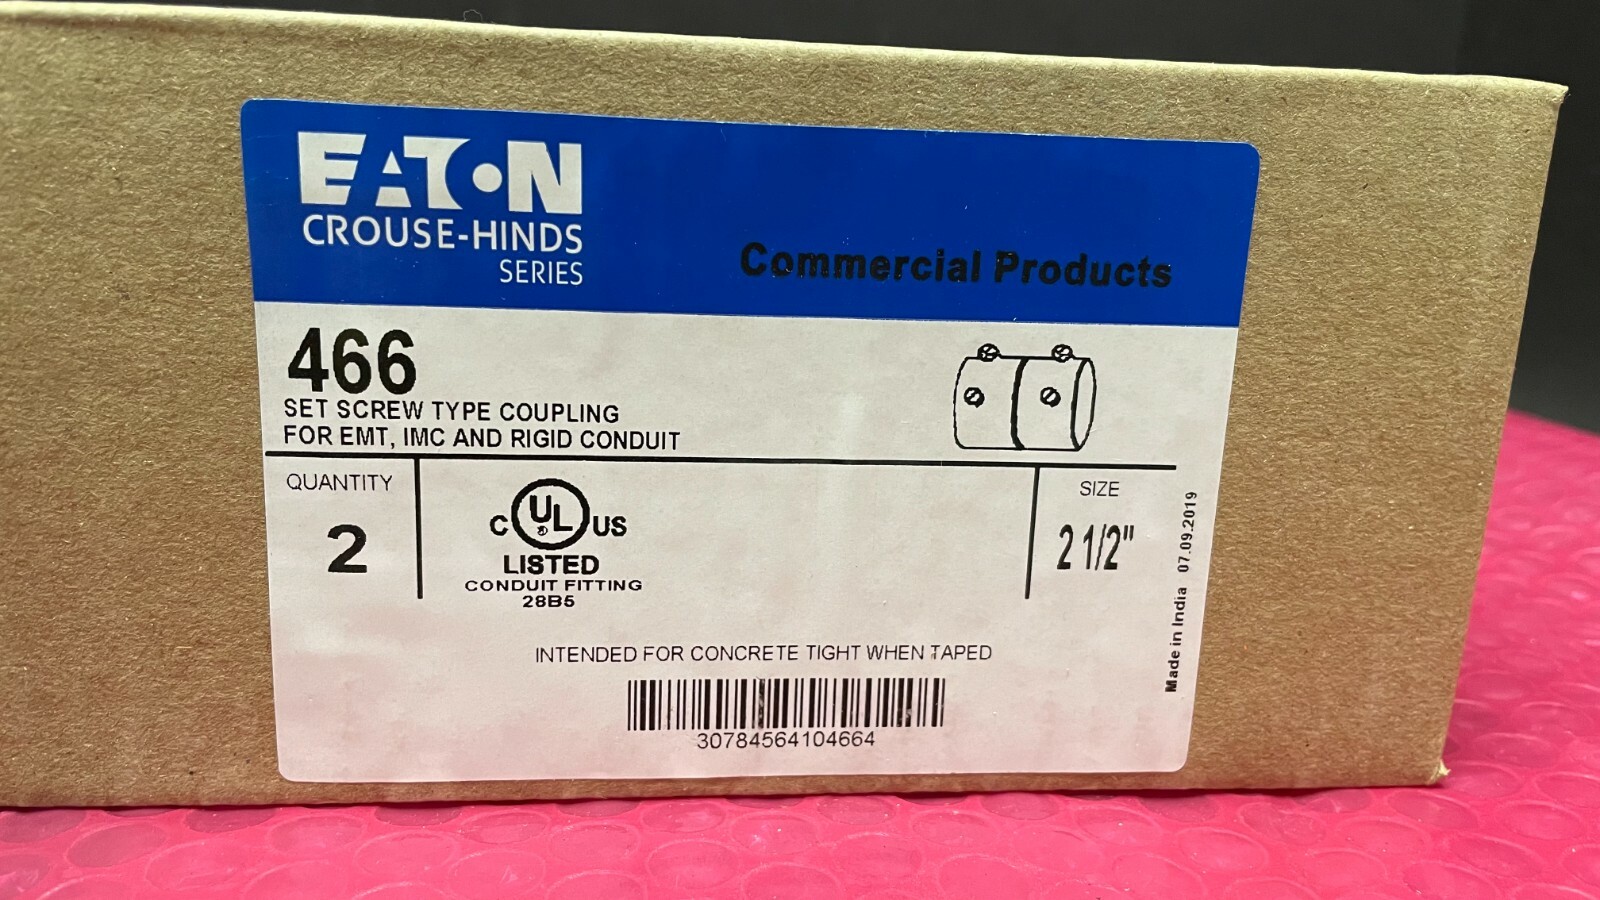 EATON
CROUSE-HINDS
SERIES
Commercial Products
466
SET SCREW TYPE COUPLING
FOR EMT, IMC AND RIGID CONDUIT
QUANTITY
2
C UL US
LISTED
CONDUIT FITTING
28B5
SIZE
2 1/2"
Made in India 07.09.2019
INTENDED FOR CONCRETE TIGHT WHEN TAPED
30784564104664